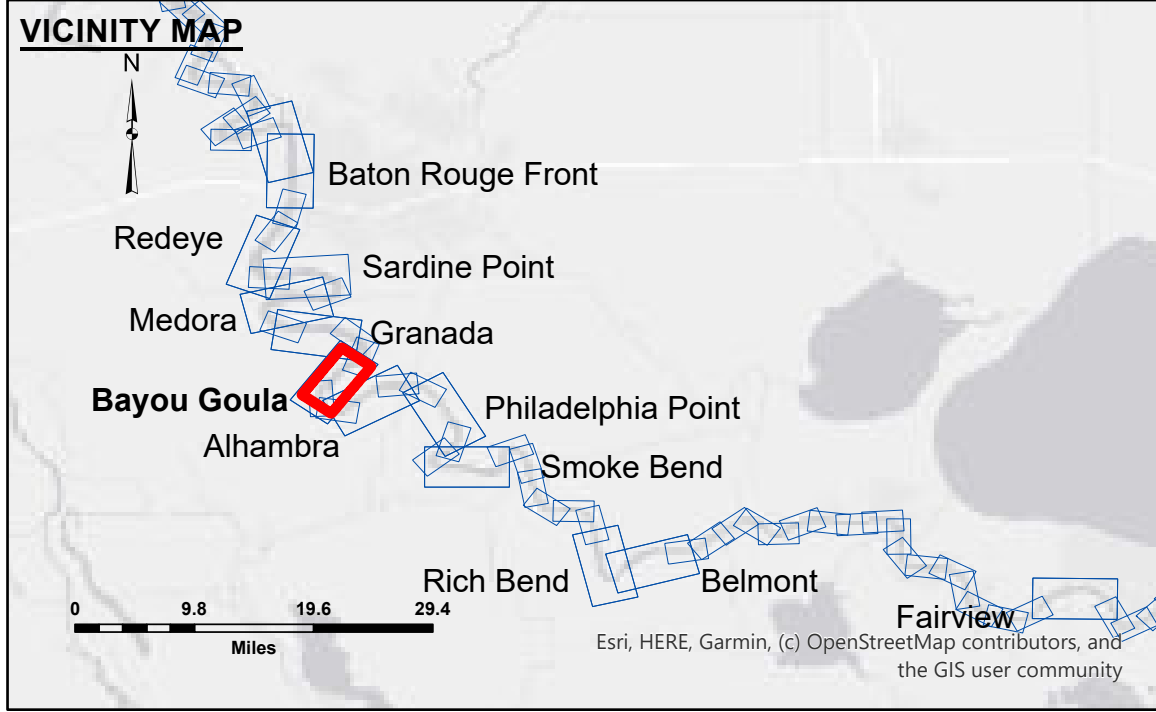 VICINITY MAP
N
Baton Rouge Front
Redeye
Sardine Point
Medora
Granada
Bayou Goula
Philadelphia Point
Alhambra
Smoke Bend
Rich Bend
Belmont
Fairview
0 9.8 19.6 29.4
Miles
Esri, HERE, Garmin, (c) OpenStreetMap contributors, and
the GIS user community